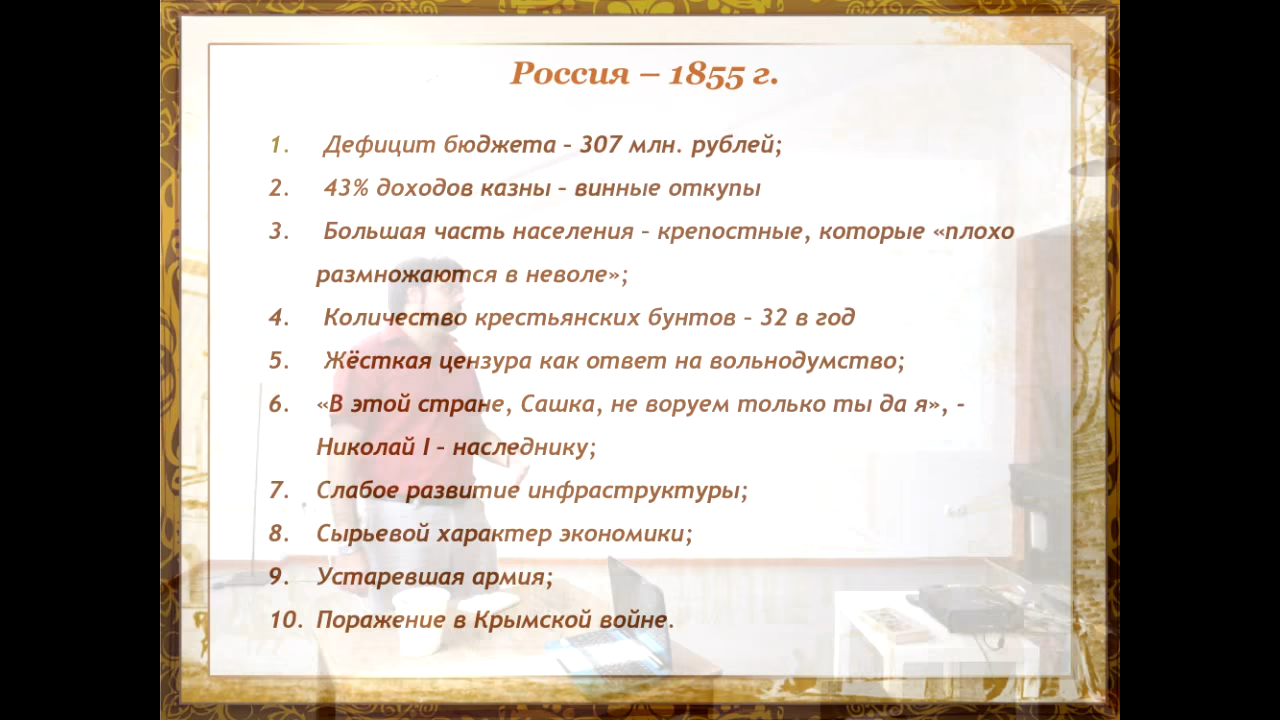 Россия – 1855 г.
1. Дефицит бюджета – 307 млн. рублей;
2. 43% доходов казны – винные откупы
3. Большая часть населения – крепостные, которые «плохо
размножаются в неволе»;
4. Количество крестьянских бунтов – 32 в год
5. Жёсткая цензура как ответ на вольнодумство;
6. «В этой стране, Сашка, не воруем только ты да я», -
Николай I – наследнику;
7. Слабое развитие инфраструктуры;
8. Сырьевой характер экономики;
9. Устаревшая армия;
10. Поражение в Крымской войне.